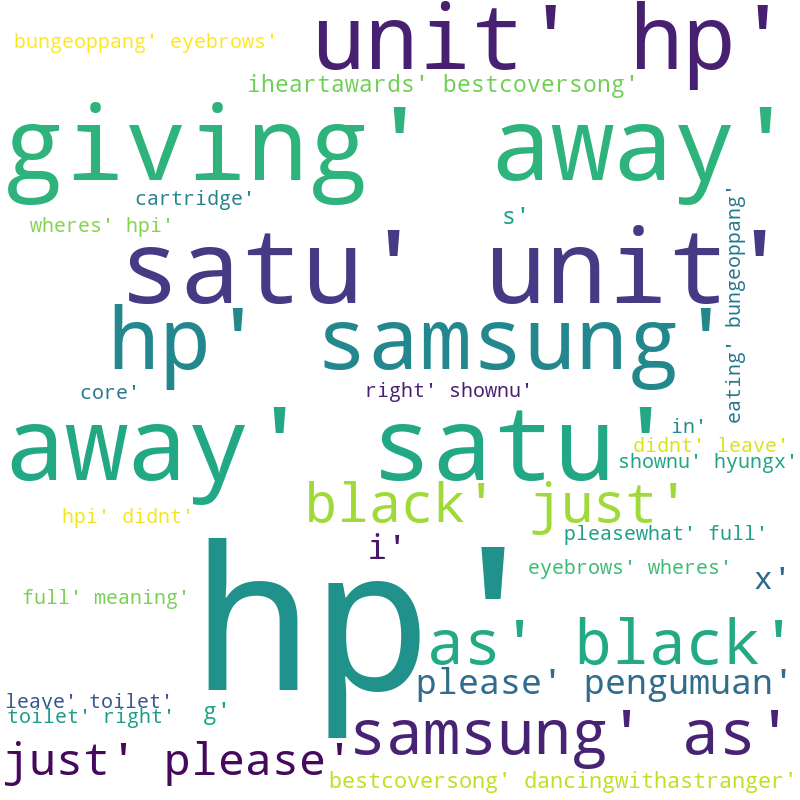 unit' hp'
bungeoppang' eyebrows'
iheartawards' bestcoversong'
giving' away'
cartridge'
s'
wheres' hpi'
satu' unit'
eating' bungeoppang'
hp' samsung'
core'
right' shownu'
away' satu'
in'
didnt' leave'
shownu' hyungx'
black' just'
hpi' didnt'
pleasewhat' full'
i'
eyebrows' wheres'
x'
full' meaning'
hp'
as' black'
please' pengumuan'
leave' toilet'
g'
toilet' right'
samsung' as'
just' please'
bestcoversong' dancingwithastranger'